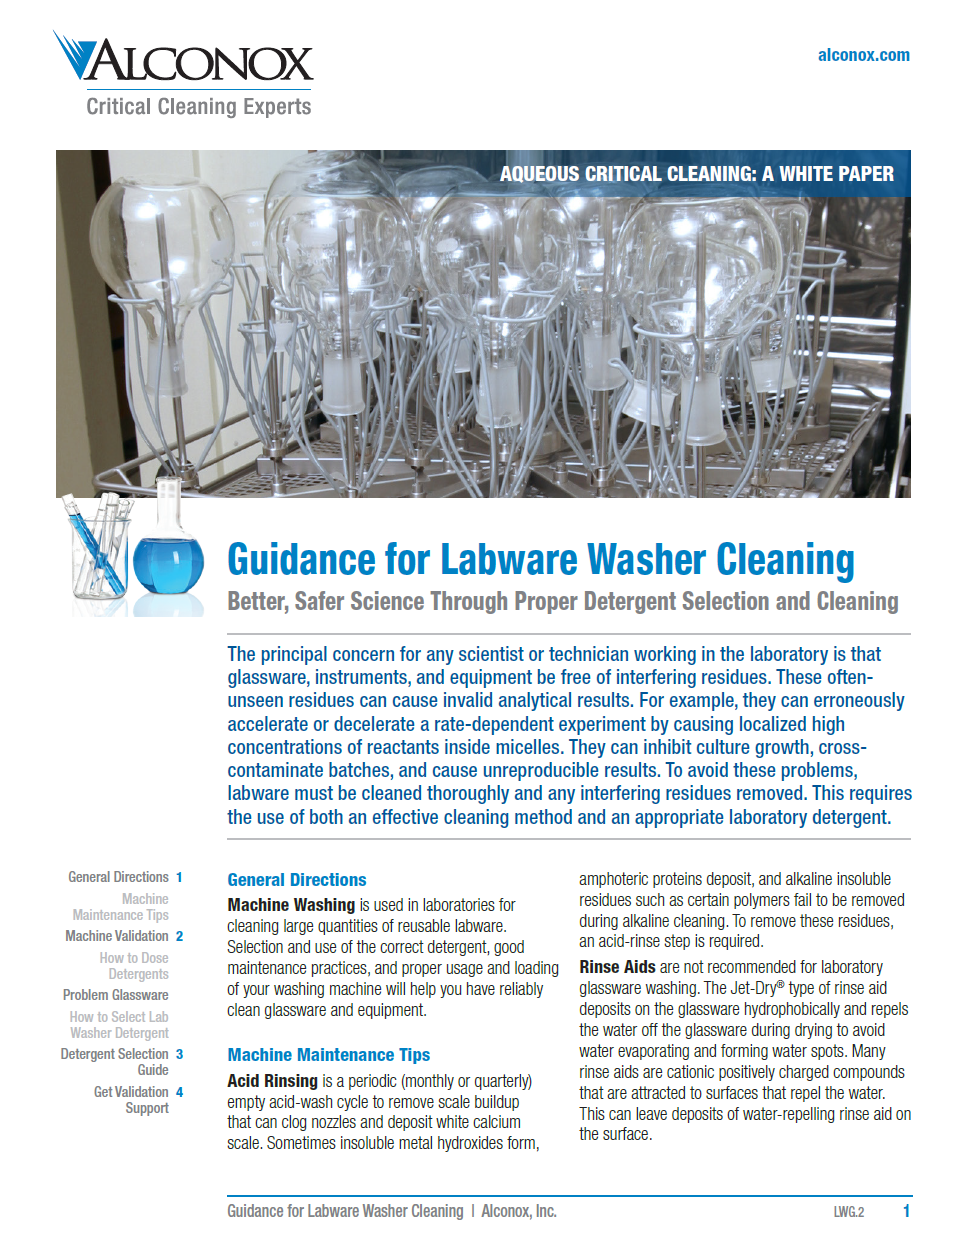 ALCONOX
Critical Cleaning Experts
alconox.com
AQUEOUS CRITICAL CLEANING: A WHITE PAPER
Guidance for Labware Washer Cleaning
Better, Safer Science Through Proper Detergent Selection and Cleaning
The principal concern for any scientist or technician working in the laboratory is that
glassware, instruments, and equipment be free of interfering residues. These often-
unseen residues can cause invalid analytical results. For example, they can erroneously
accelerate or decelerate a rate-dependent experiment by causing localized high
concentrations of reactants inside micelles. They can inhibit culture growth, cross-
contaminate batches, and cause unreproducible results. To avoid these problems,
labware must be cleaned thoroughly and any interfering residues removed. This requires
the use of both an effective cleaning method and an appropriate laboratory detergent.
General Directions 1
Machine
Maintenance Tips
Machine Validation 2
How to Dose
Detergents
Problem Glassware
How to Select Lab
Washer Detergent
Detergent Selection 3
Guide
Get Validation 4
Support
General Directions
Machine Washing is used in laboratories for
cleaning large quantities of reusable labware.
Selection and use of the correct detergent, good
maintenance practices, and proper usage and loading
of your washing machine will help you have reliably
clean glassware and equipment.
Machine Maintenance Tips
Acid Rinsing is a periodic (monthly or quarterly)
empty acid-wash cycle to remove scale buildup
that can clog nozzles and deposit white calcium
scale. Sometimes insoluble metal hydroxides form,
amphoteric proteins deposit, and alkaline insoluble
residues such as certain polymers fail to be removed
during alkaline cleaning. To remove these residues,
an acid-rinse step is required.
Rinse Aids are not recommended for laboratory
glassware washing. The Jet-Dry® type of rinse aid
deposits on the glassware hydrophobically and repels
the water off the glassware during drying to avoid
water evaporating and forming water spots. Many
rinse aids are cationic positively charged compounds
that are attracted to surfaces that repel the water.
This can leave deposits of water-repelling rinse aid on
the surface.
Guidance for Labware Washer Cleaning | Alconox, Inc.
LWG.2 1